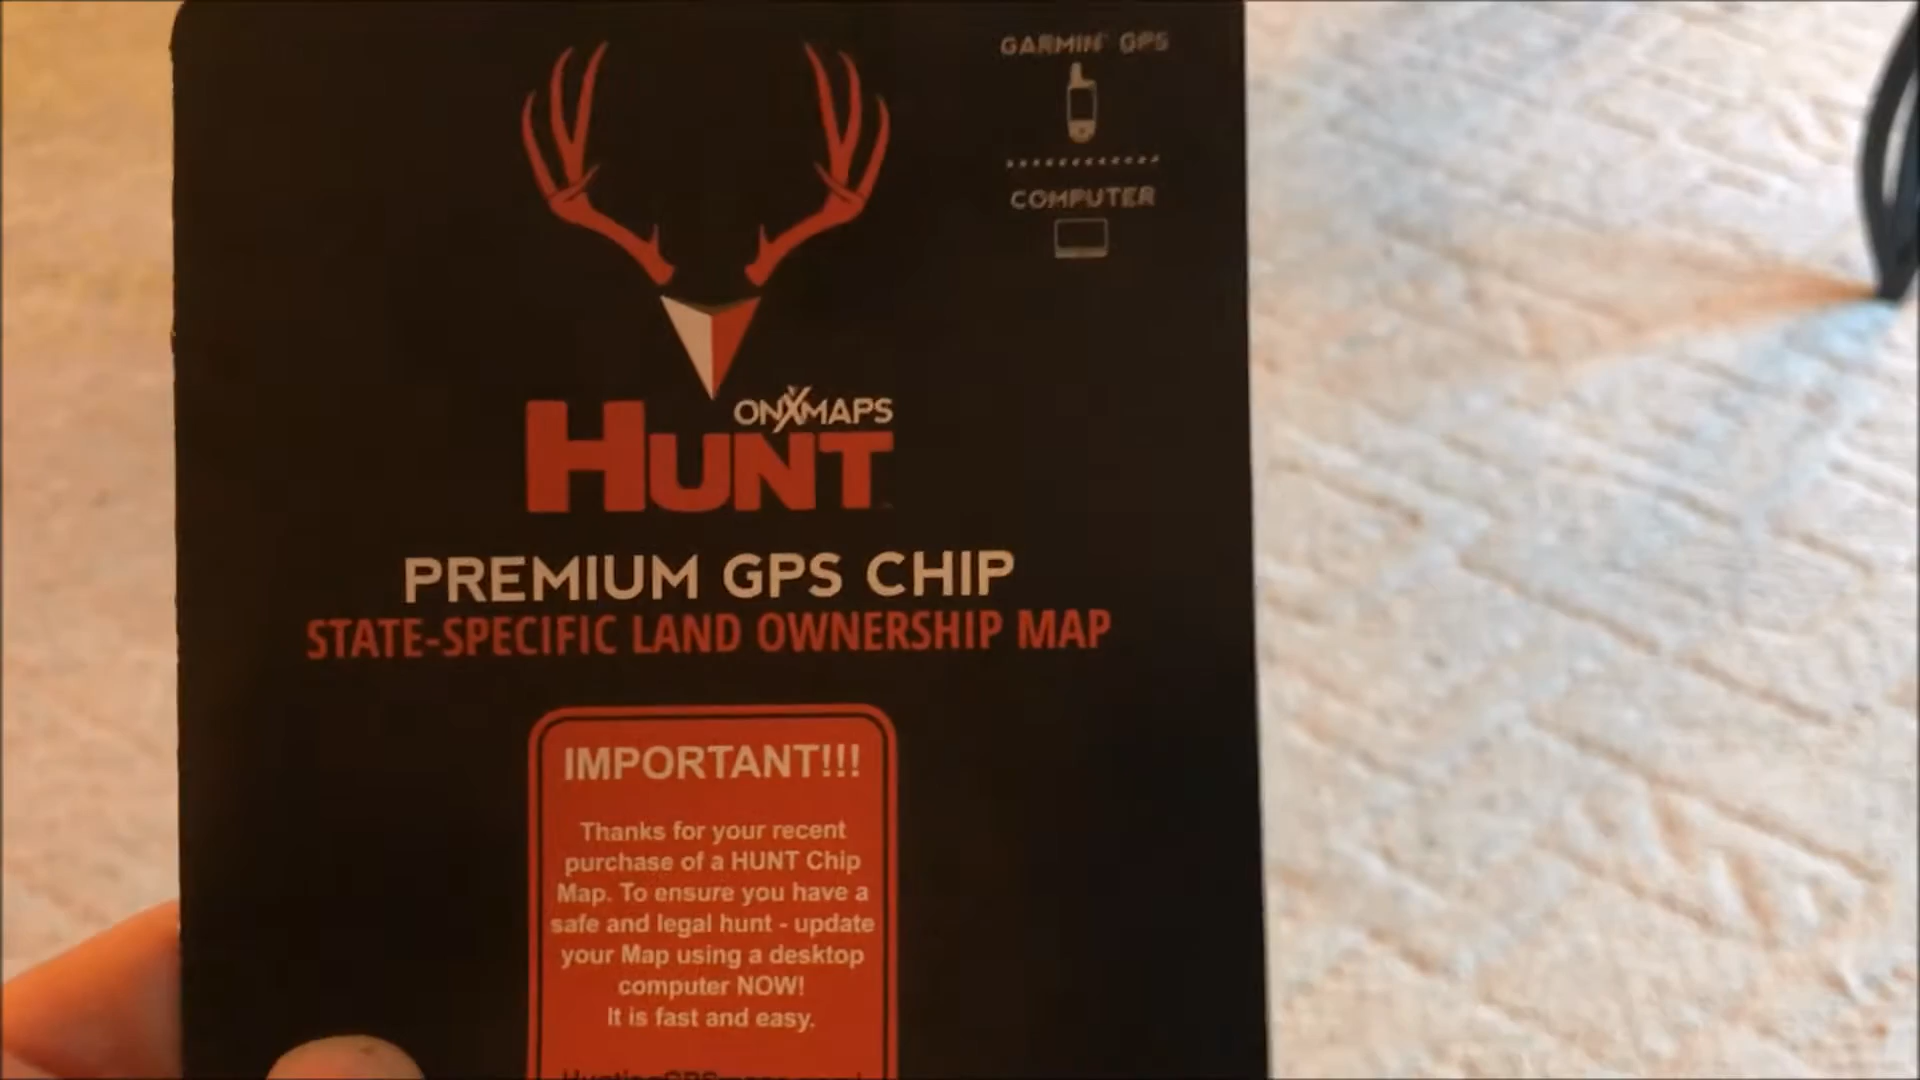 GARMIN GPS
COMPUTER
ONXMAPS
HUNT
PREMIUM GPS CHIP
STATE-SPECIFIC LAND OWNERSHIP MAP
IMPORTANT!!!
Thanks for your recent
purchase of a HUNT Chip
Map. To ensure you have a
safe and legal hunt - update
your Map using a desktop
computer NOW!
It is fast and easy.